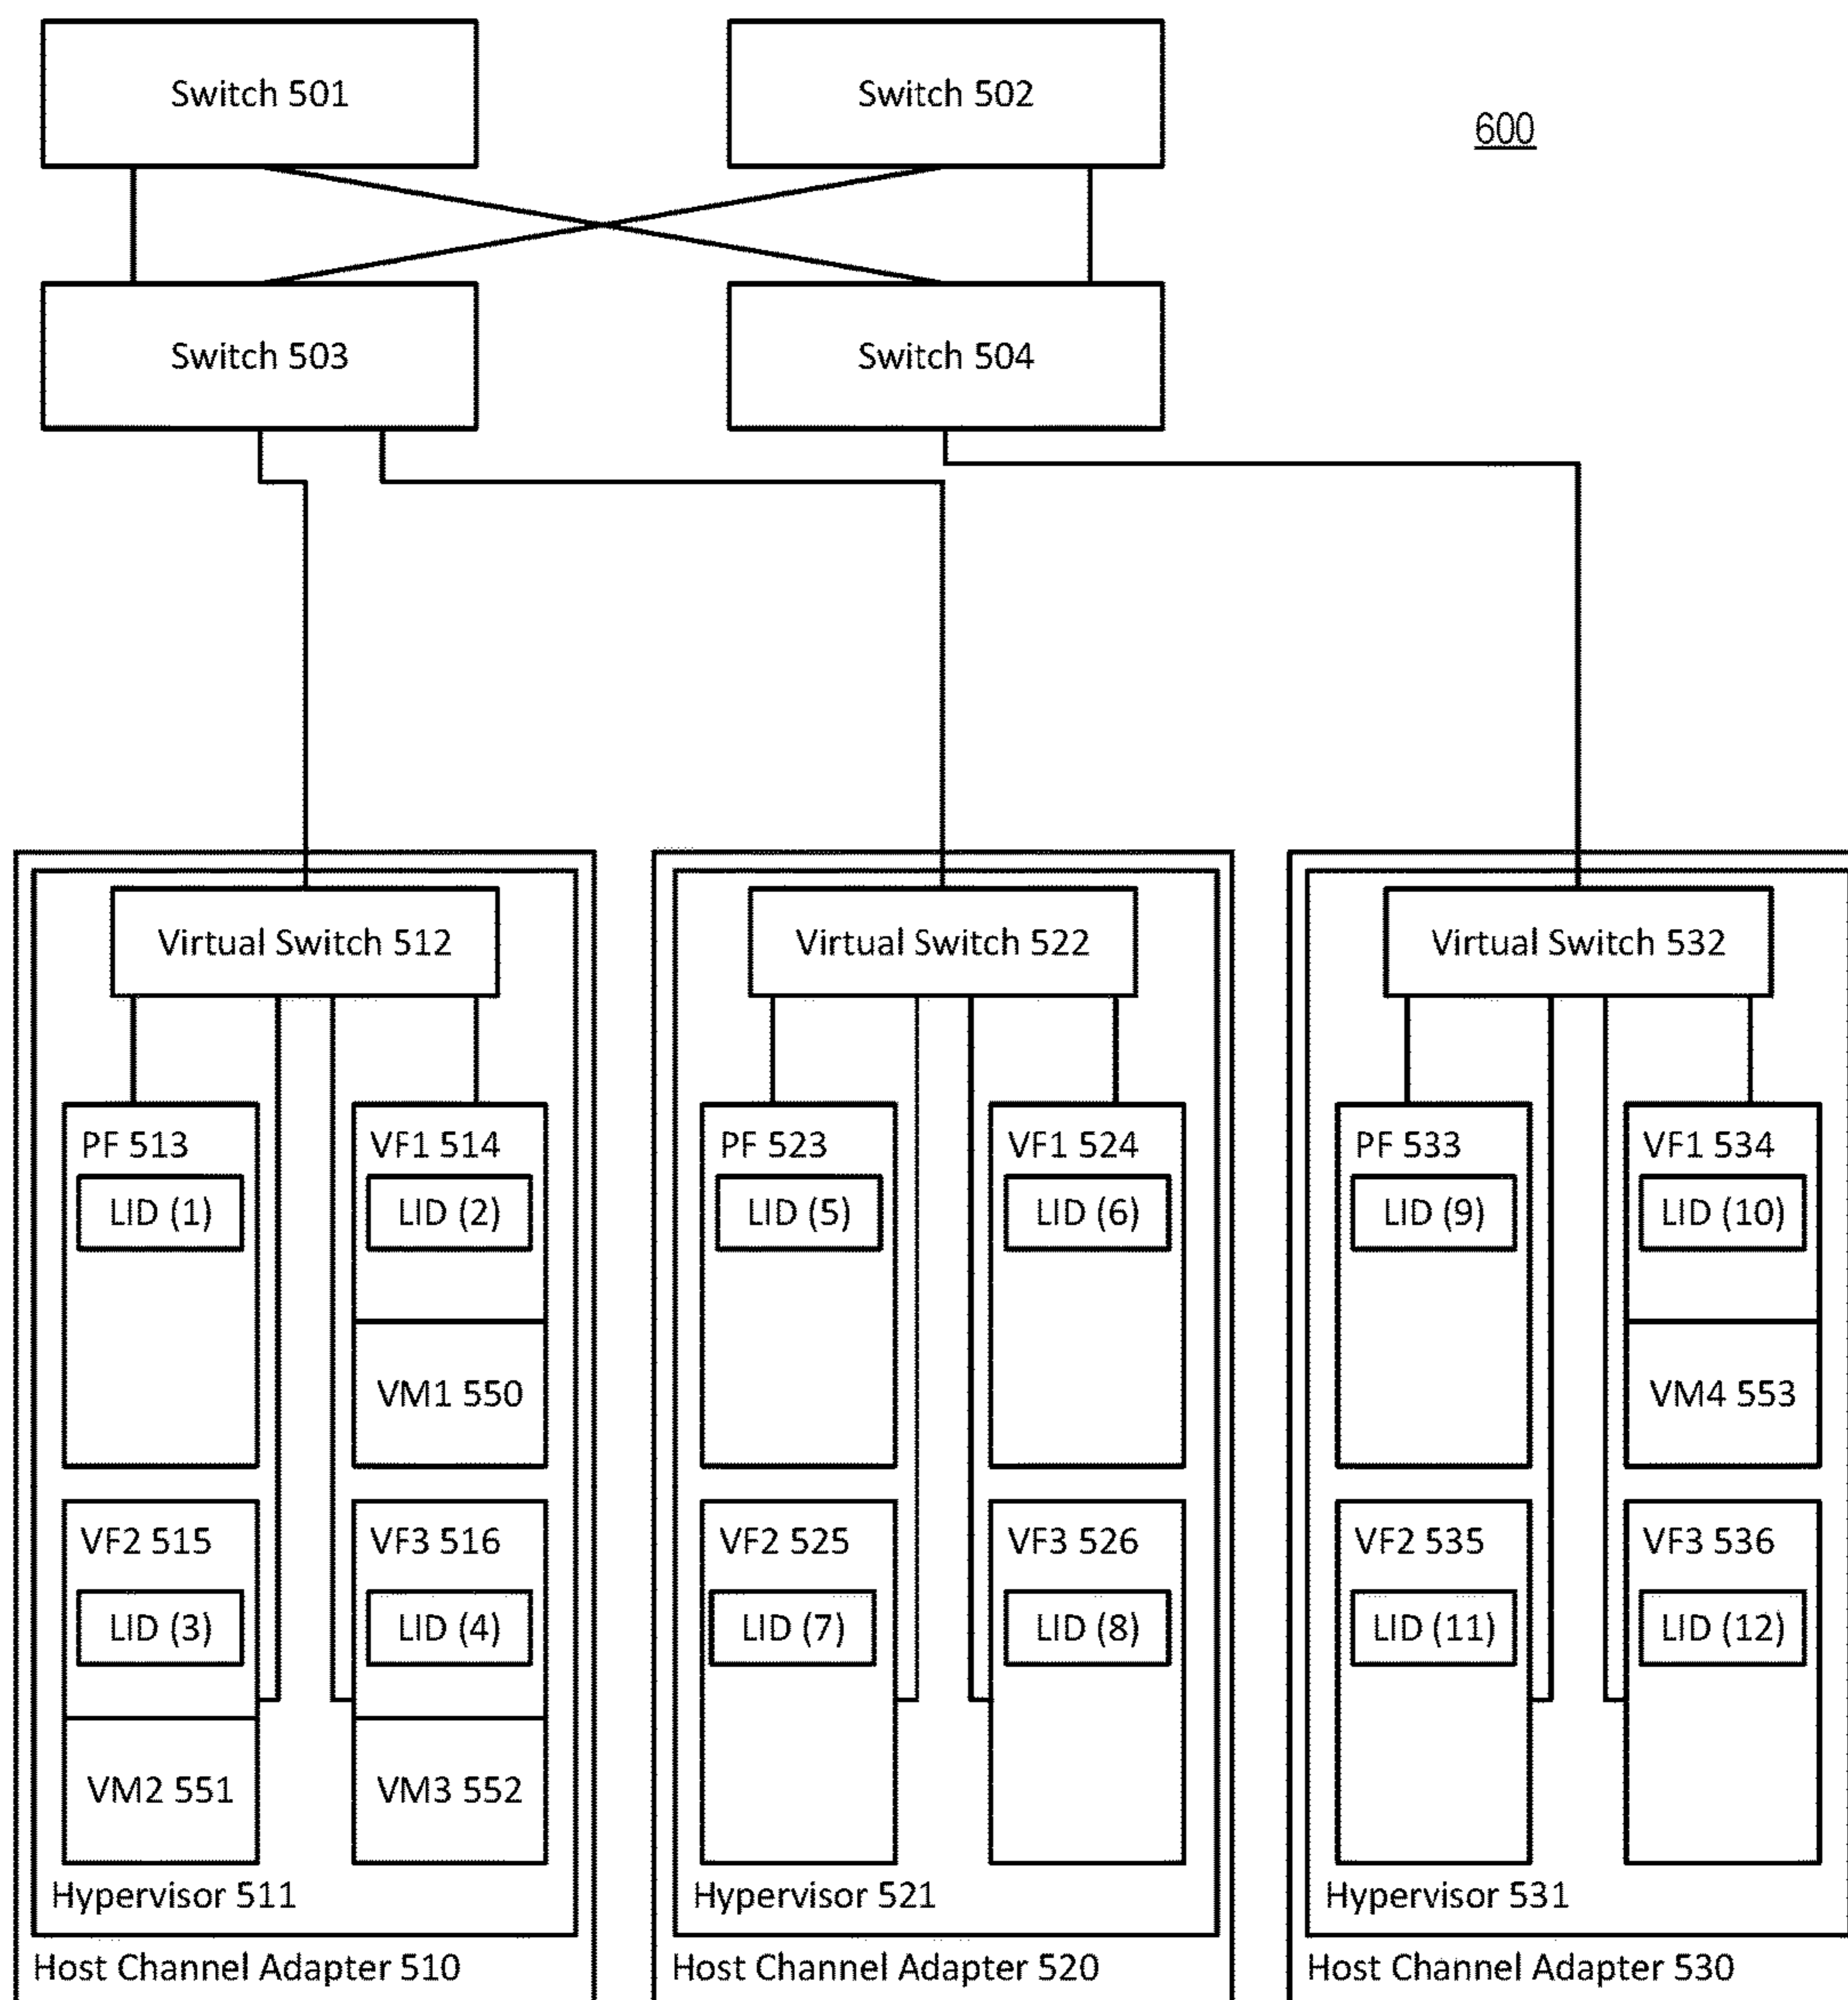 Switch 501
Switch 502
600
Switch 503
Switch 504
Virtual Switch 512
Virtual Switch 522
Virtual Switch 532
PF 513
LID (1)
VF1 514
LID (2)
VM1 550
VF2 515
LID (3)
VM2 551
VF3 516
LID (4)
VM3 552
Hypervisor 511
Host Channel Adapter 510
PF 523
LID (5)
VF1 524
LID (6)
VF2 525
LID (7)
VF3 526
LID (8)
Hypervisor 521
Host Channel Adapter 520
PF 533
LID (9)
VF1 534
LID (10)
VM4 553
VF2 535
LID (11)
VF3 536
LID (12)
Hypervisor 531
Host Channel Adapter 530